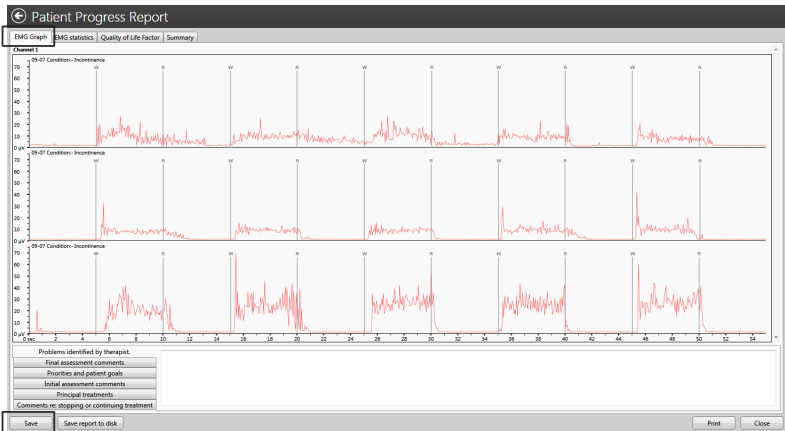 Patient Progress Report
EMG Graph EMG statistics Quality of Life Factor Summary
Channel 1
09-07 Condition:- Incontinence
W R W R W R W R W R
70
60
50
40
30
20
10
0 µV
09-07 Condition:- Incontinence
W R W R W R W R W R
70
60
50
40
30
20
10
0 µV
09-07 Condition:- Incontinence
W R W R W R W R W R
70
60
50
40
30
20
10
0 µV
0 sec 2 4 6 8 10 12 14 16 18 20 22 24 26 28 30 32 34 36 38 40 42 44 46 48 50 52 54
Problems identified by therapist.
Final assessment comments
Priorities and patient goals
Initial assessment comments
Principal treatments
Comments re: stopping or continuing treatment
Save Save report to disk Print Close